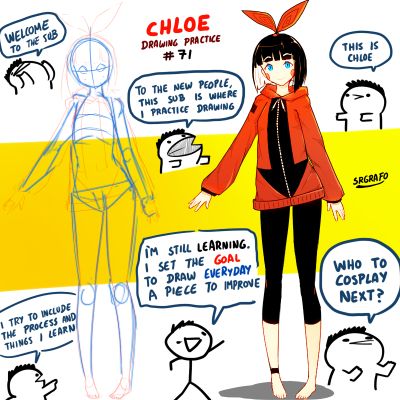 WELCOME
TO THE SUB
CHLOE
DRAWING PRACTICE
# 71
THIS IS
CHLOE
TO THE NEW PEOPLE,
THIS SUB IS WHERE
I PRACTICE DRAWING
SRGRAFO
I'M STILL LEARNING.
I SET THE GOAL
TO DRAW EVERYDAY
A PIECE TO IMPROVE
WHO TO
COSPLAY
NEXT?
I TRY TO INCLUDE
THE PROCESS AND
THINGS I LEARN